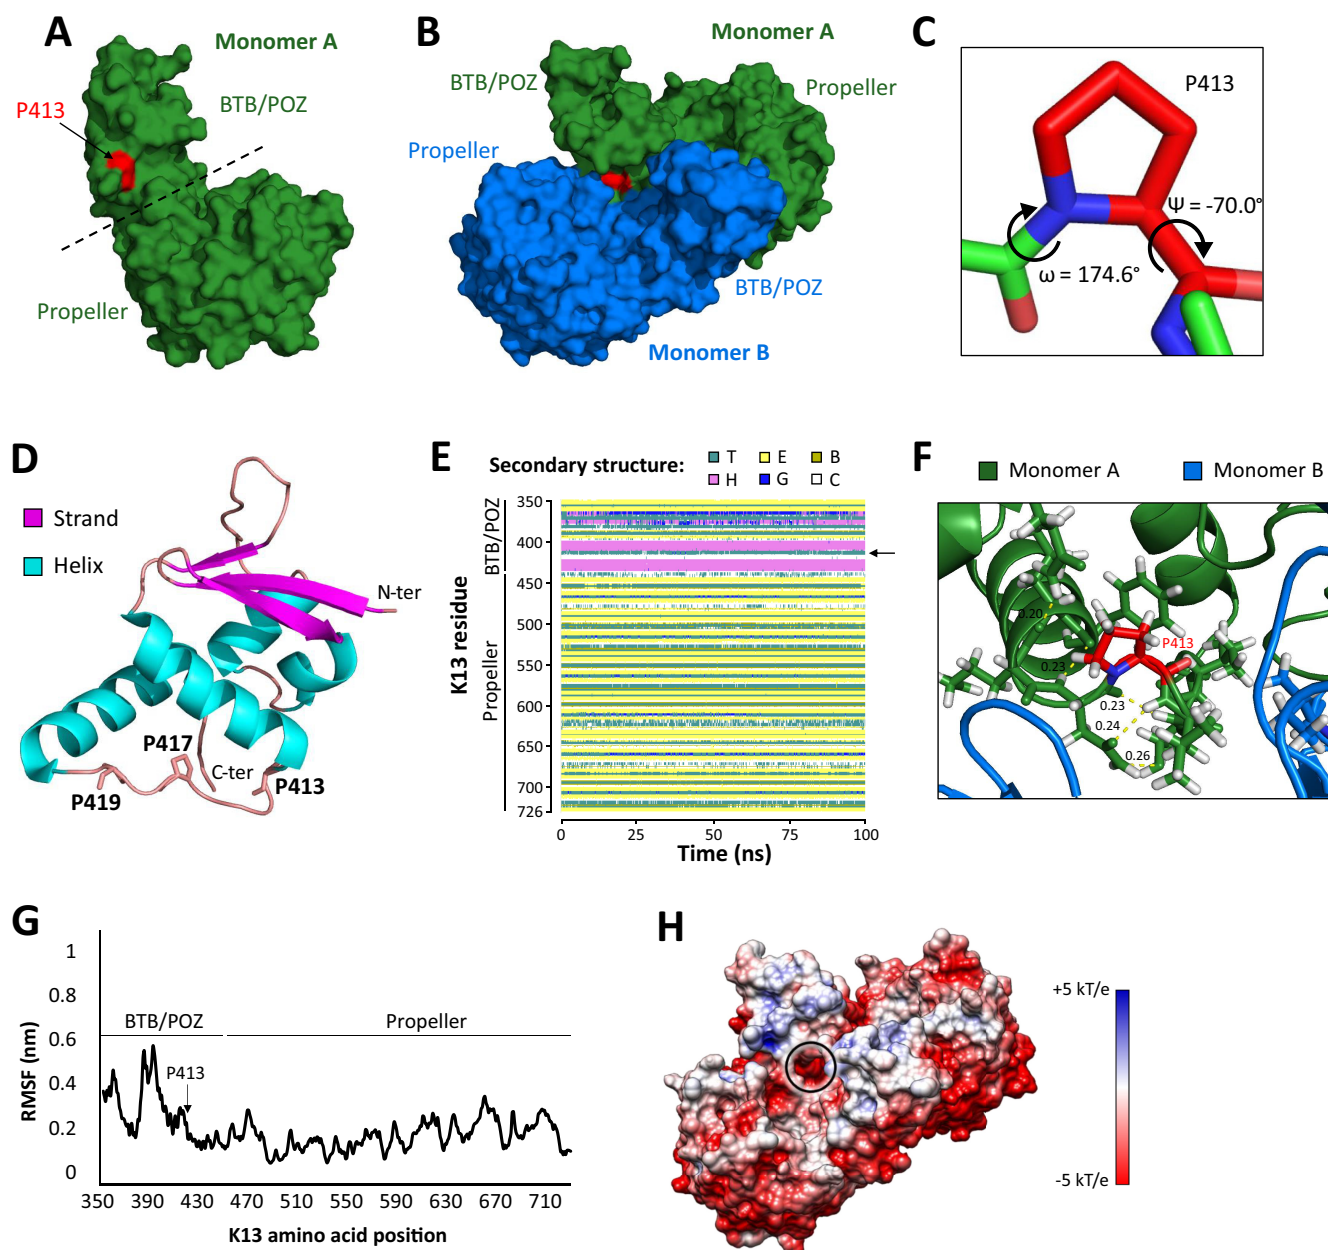 A
Monomer A
P413
BTB/POZ
Propeller
B
Monomer A
BTB/POZ
Propeller
Propeller
BTB/POZ
Monomer B
C
P413
Ψ = -70.0°
ω = 174.6°
D
Strand
Helix
N-ter
P417
C-ter
P413
P419
E
Secondary structure:
T E B
H G C
K13 residue
BTB/POZ
Propeller
350
400
450
500
550
600
650
700
726
0 25 50 75 100
Time (ns)
F
Monomer A Monomer B
0.20
P413
0.23
0.23
0.24
0.26
G
RMSF (nm)
1
0.8
0.6
0.4
0.2
0
BTB/POZ Propeller
P413
350 390 430 470 510 550 590 630 670 710
K13 amino acid position
H
+5 kT/e
-5 kT/e